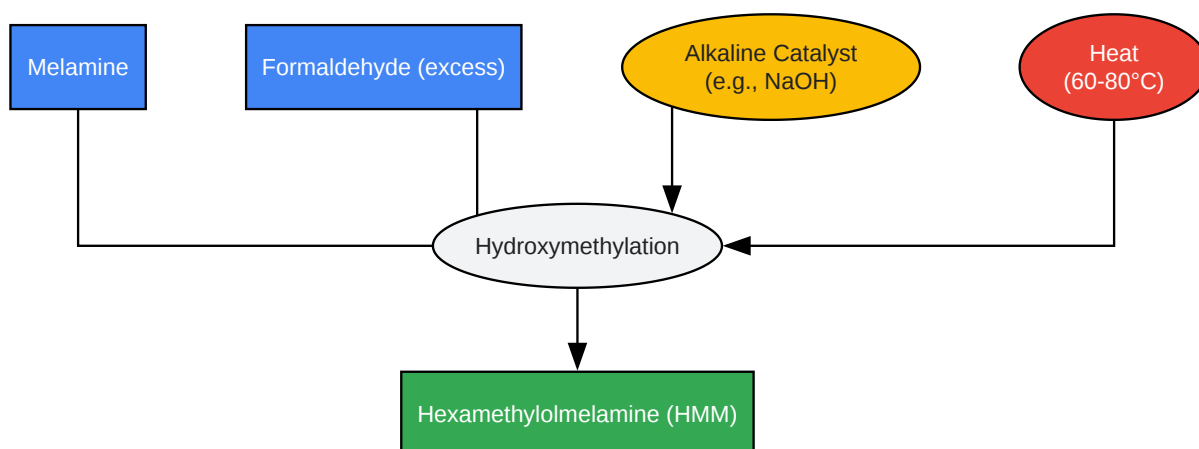 Melamine
Formaldehyde (excess)
Alkaline Catalyst
(e.g., NaOH)
Heat
(60-80°C)
Hydroxymethylation
Hexamethylolmelamine (HMM)